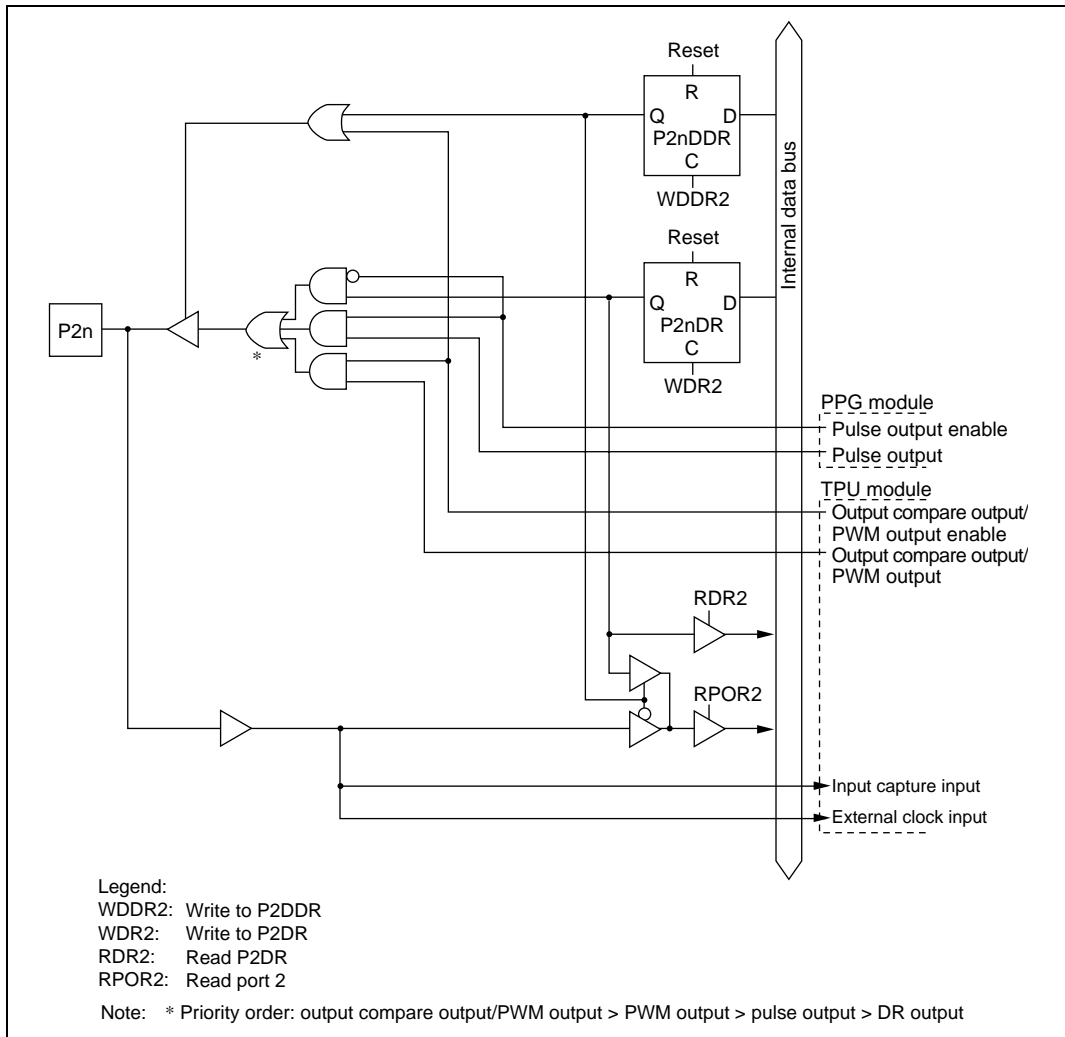 Reset
R
Q D
P2nDDR
C
WDDR2
Internal data bus
Reset
R
Q D
P2nDR
C
WDR2
P2n
*
PPG module
Pulse output enable
Pulse output
TPU module
Output compare output/
PWM output enable
Output compare output/
PWM output
RDR2
RPOR2
Input capture input
External clock input
Legend:
WDDR2: Write to P2DDR
WDR2: Write to P2DR
RDR2: Read P2DR
RPOR2: Read port 2
Note: * Priority order: output compare output/PWM output > PWM output > pulse output > DR output